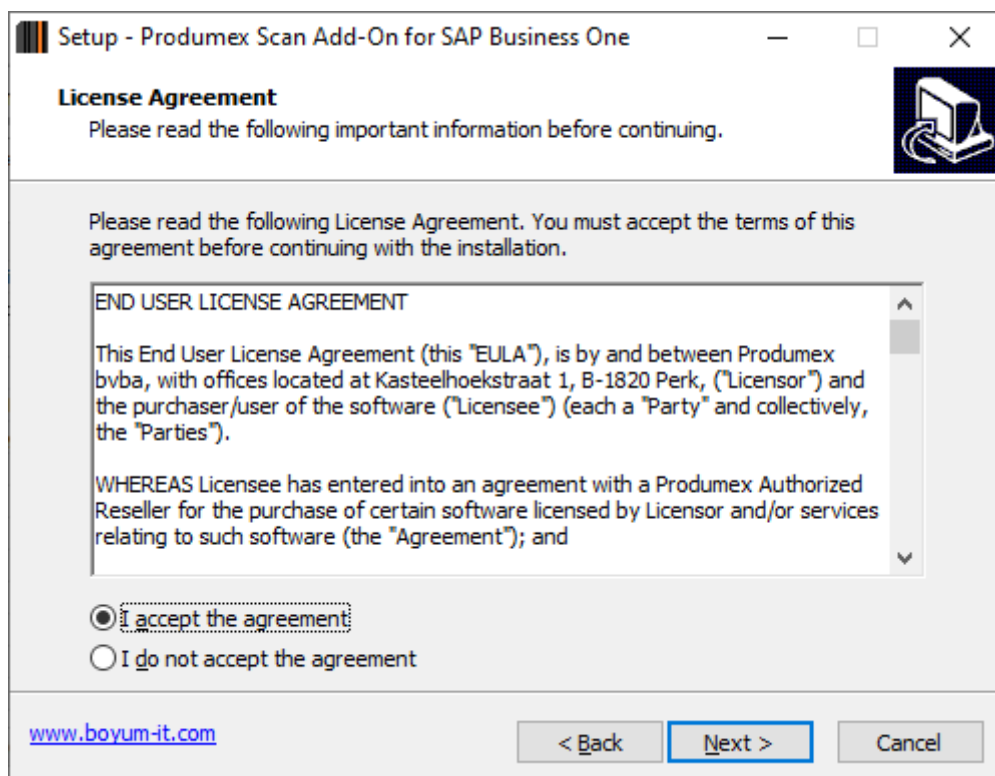 Setup - Produmex Scan Add-On for SAP Business One
License Agreement
Please read the following important information before continuing.
Please read the following License Agreement. You must accept the terms of this
agreement before continuing with the installation.
END USER LICENSE AGREEMENT
This End User License Agreement (this "EULA"), is by and between Produmex
bvba, with offices located at Kasteelhoekstraat 1, B-1820 Perk, ("Licensor") and
the purchaser/user of the software ("Licensee") (each a "Party" and collectively,
the "Parties").
WHEREAS Licensee has entered into an agreement with a Produmex Authorized
Reseller for the purchase of certain software licensed by Licensor and/or services
relating to such software (the "Agreement"); and
I accept the agreement
I do not accept the agreement
www.boyum-it.com
< Back
Next >
Cancel